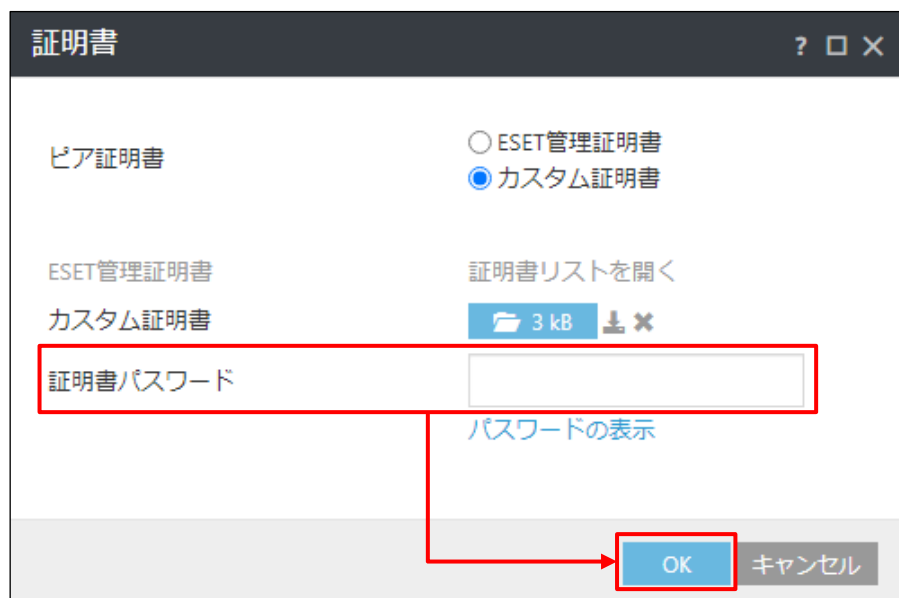 証明書
?
ピア証明書
ESET管理証明書
カスタム証明書
ESET管理証明書
証明書リストを開く
カスタム証明書
3 kB
証明書パスワード
パスワードの表示
OK
キャンセル